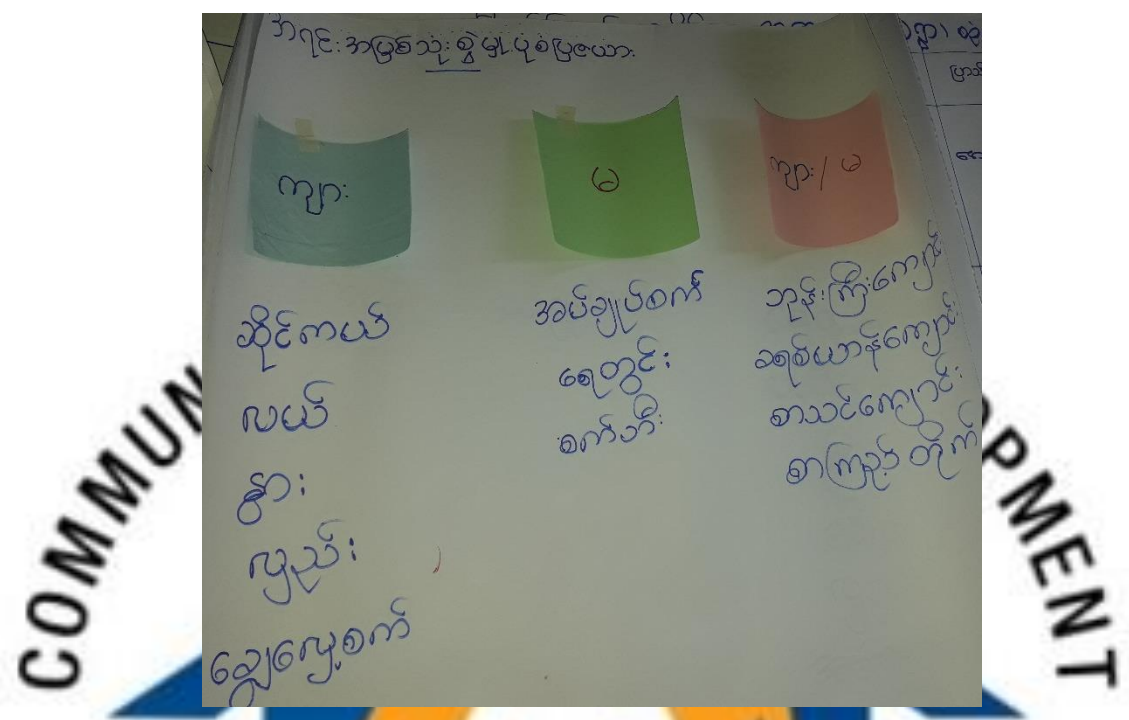 အရင်းအမြစ်သုံးစွဲမှုပုံစံပြဇယား
ကျား
မ
ကျား / မ
ဆိုင်ကယ်
လယ်
နွား
လှည်း
ခြွေလှေ့စက်
အပ်ချုပ်စက်
ရေတွင်း
စက်ဘီး
ဘုန်းကြီးကျောင်း
ခရစ်ယာန်ကျောင်း
စာသင်ကျောင်း
စာကြည့်တိုက်
COMMUN
OPMENT